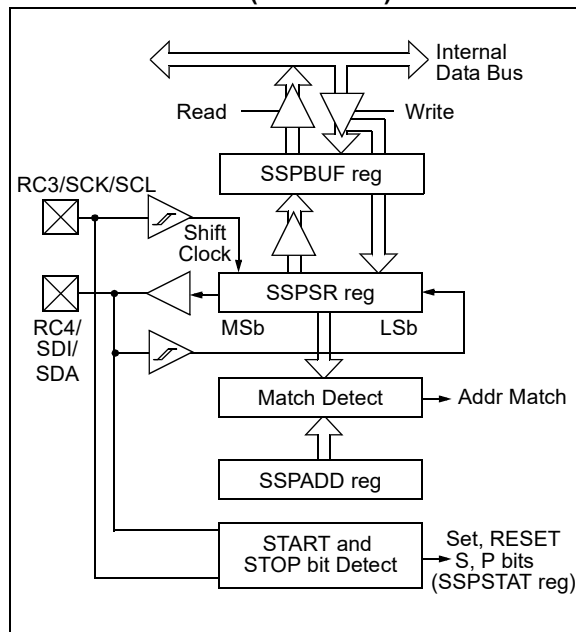 Internal
Data Bus
Read
Write
SSPBUF reg
RC3/SCK/SCL
Shift
Clock
SSPSR reg
MSb
LSb
RC4/
SDI/
SDA
Match Detect
Addr Match
SSPADD reg
START and
STOP bit Detect
Set, RESET
S, P bits
(SSPSTAT reg)